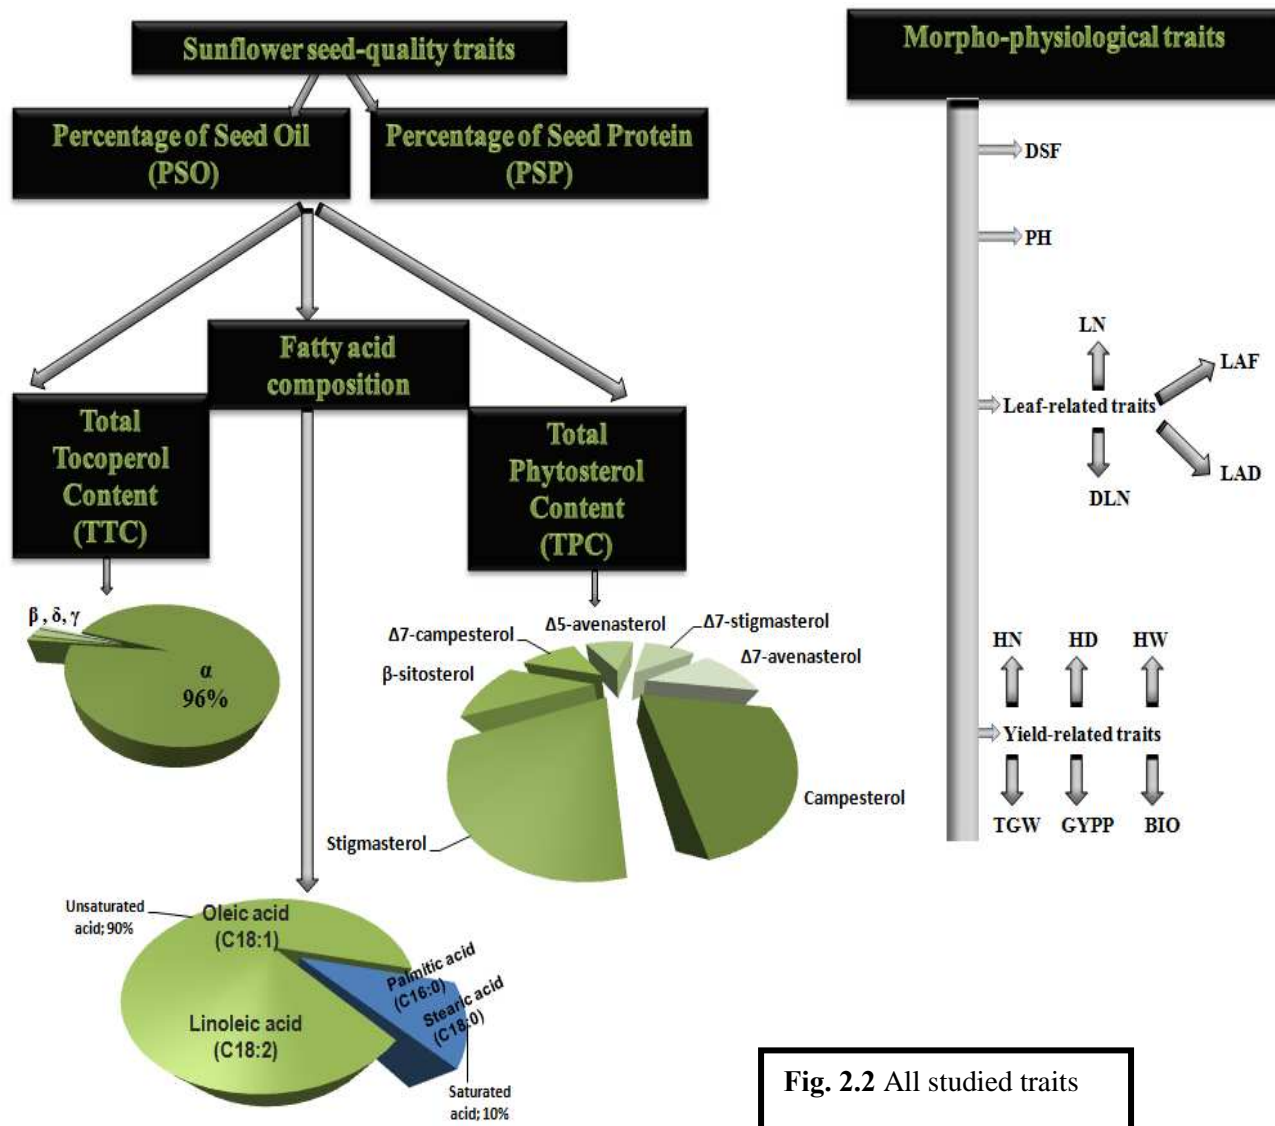 Sunflower seed-quality traits
Percentage of Seed Oil
(PSO)
Percentage of Seed Protein
(PSP)
Fatty acid
composition
Total
Tocoperol
Content
(TTC)
Total
Phytosterol
Content
(TPC)
β , δ, γ
α
96%
Δ7-campesterol
Δ5-avenasterol
Δ7-stigmasterol
β-sitosterol
Δ7-avenasterol
Stigmasterol
Campesterol
Unsaturated
acid; 90%
Oleic acid
(C18:1)
Linoleic acid
(C18:2)
Palmitic acid
(C16:0)
Stearic acid
(C18:0)
Saturated
acid; 10%
Morpho-physiological traits
DSF
PH
LN
LAF
Leaf-related traits
LAD
DLN
HN HD HW
Yield-related traits
TGW GYPP BIO
Fig. 2.2 All studied traits